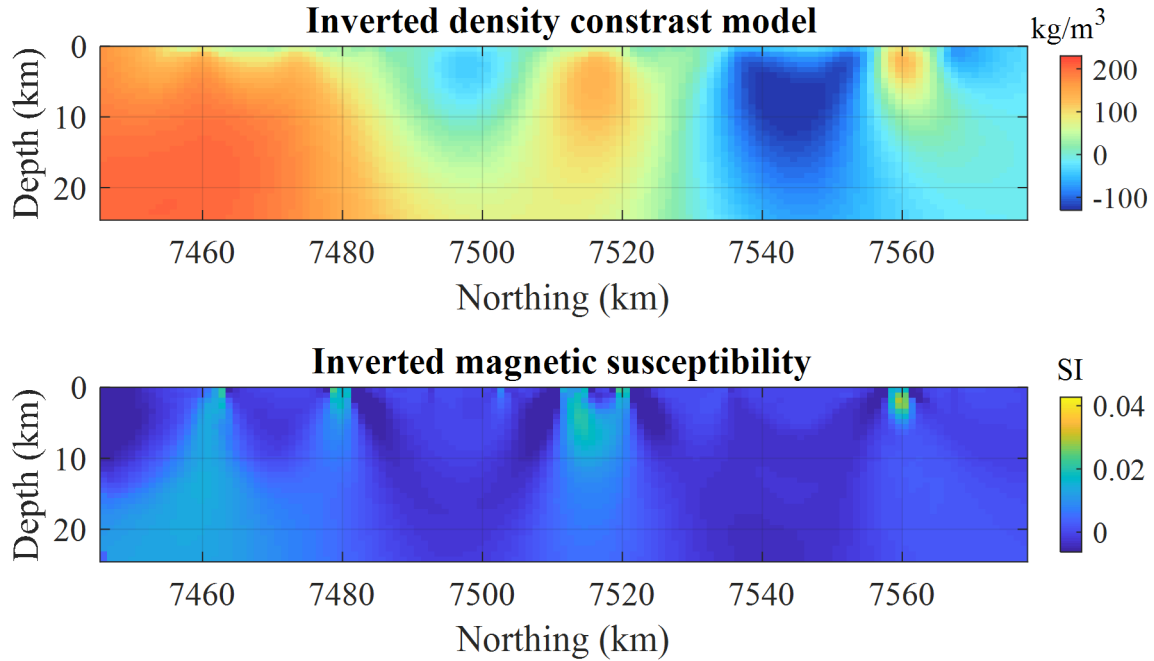 Inverted density constrast model
kg/m³
0
10
20
Depth (km)
200
100
0
-100
7460 7480 7500 7520 7540 7560
Northing (km)
Inverted magnetic susceptibility
SI
0
10
20
Depth (km)
0.04
0.02
0
7460 7480 7500 7520 7540 7560
Northing (km)